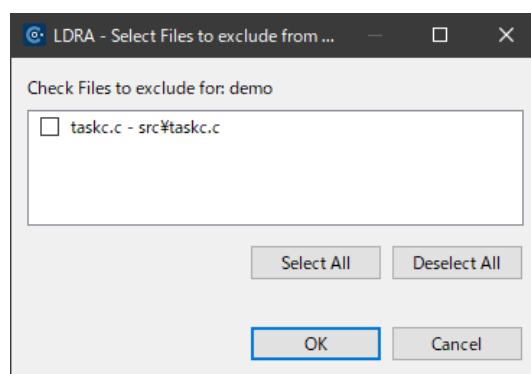 LDRA - Select Files to exclude from ...
Check Files to exclude for: demo
taskc.c - src¥taskc.c
Select All Deselect All
OK Cancel